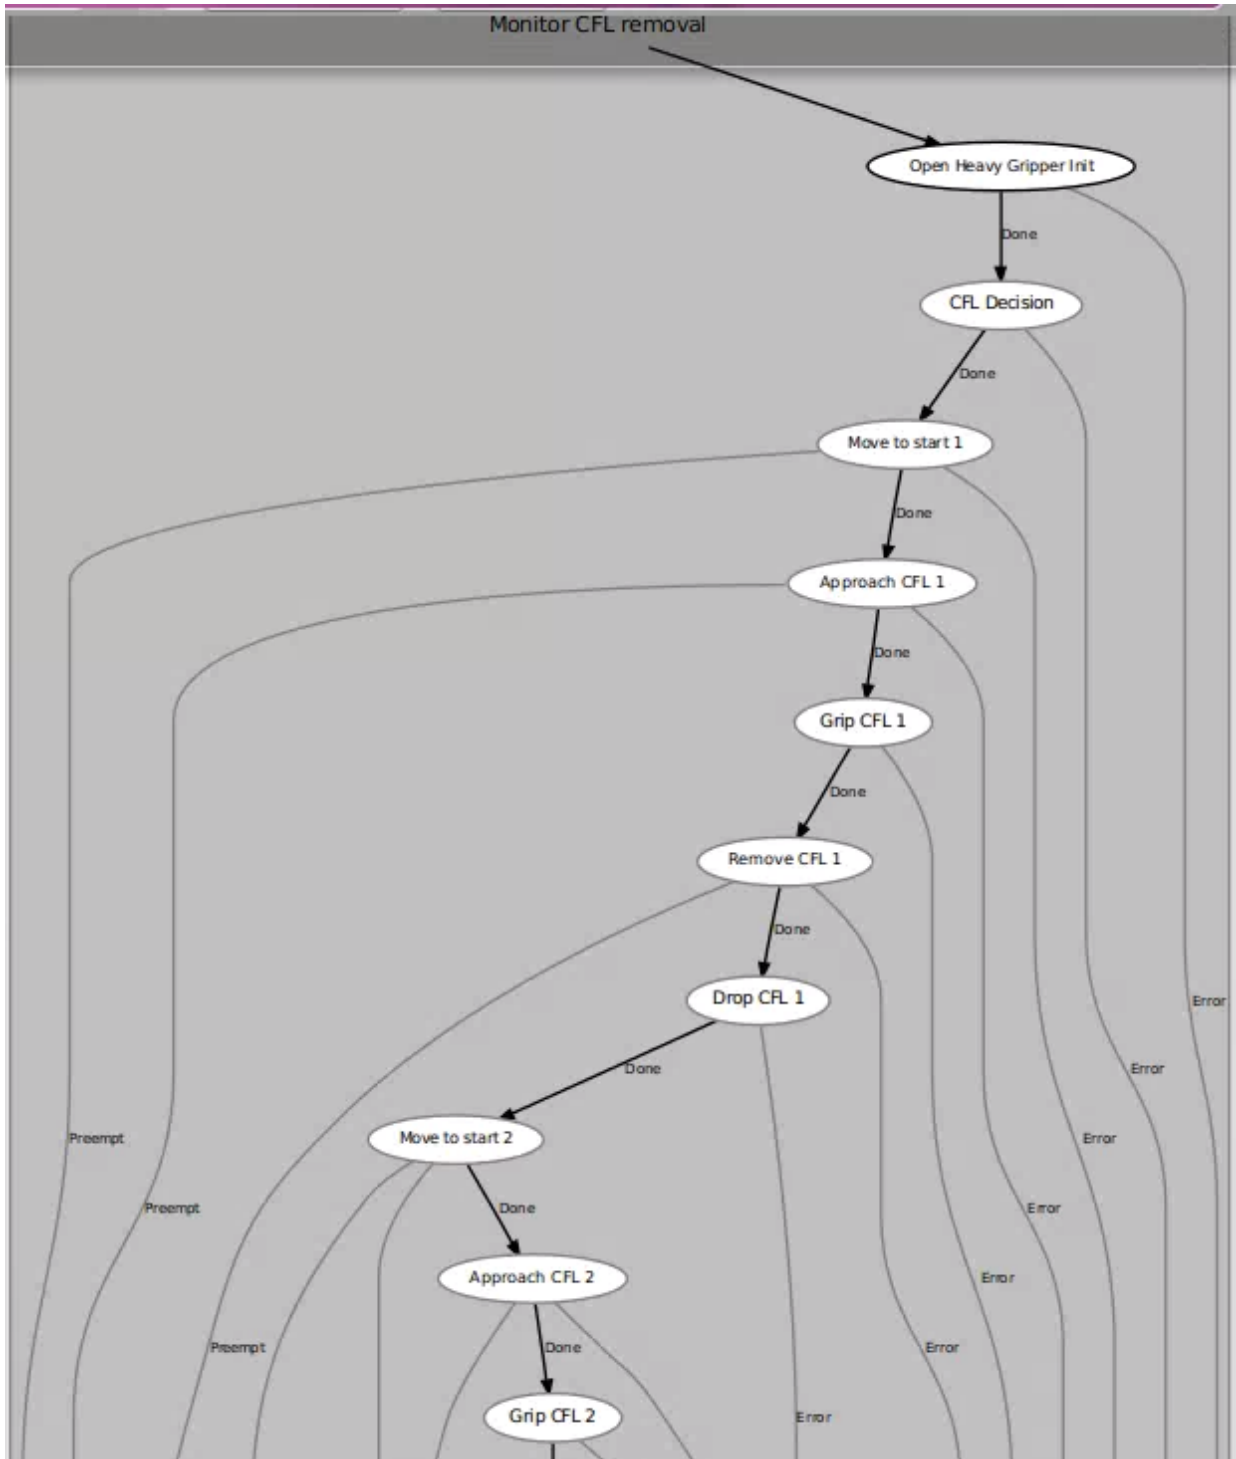 Monitor CFL removal
Open Heavy Gripper Init
Done
CFL Decision
Done
Move to start 1
Done
Approach CFL 1
Done
Grip CFL 1
Done
Remove CFL 1
Done
Drop CFL 1
Error
Done
Error
Move to start 2
Preempt
Error
Preempt
Done
Error
Approach CFL 2
Error
Preempt
Done
Error
Grip CFL 2
Error